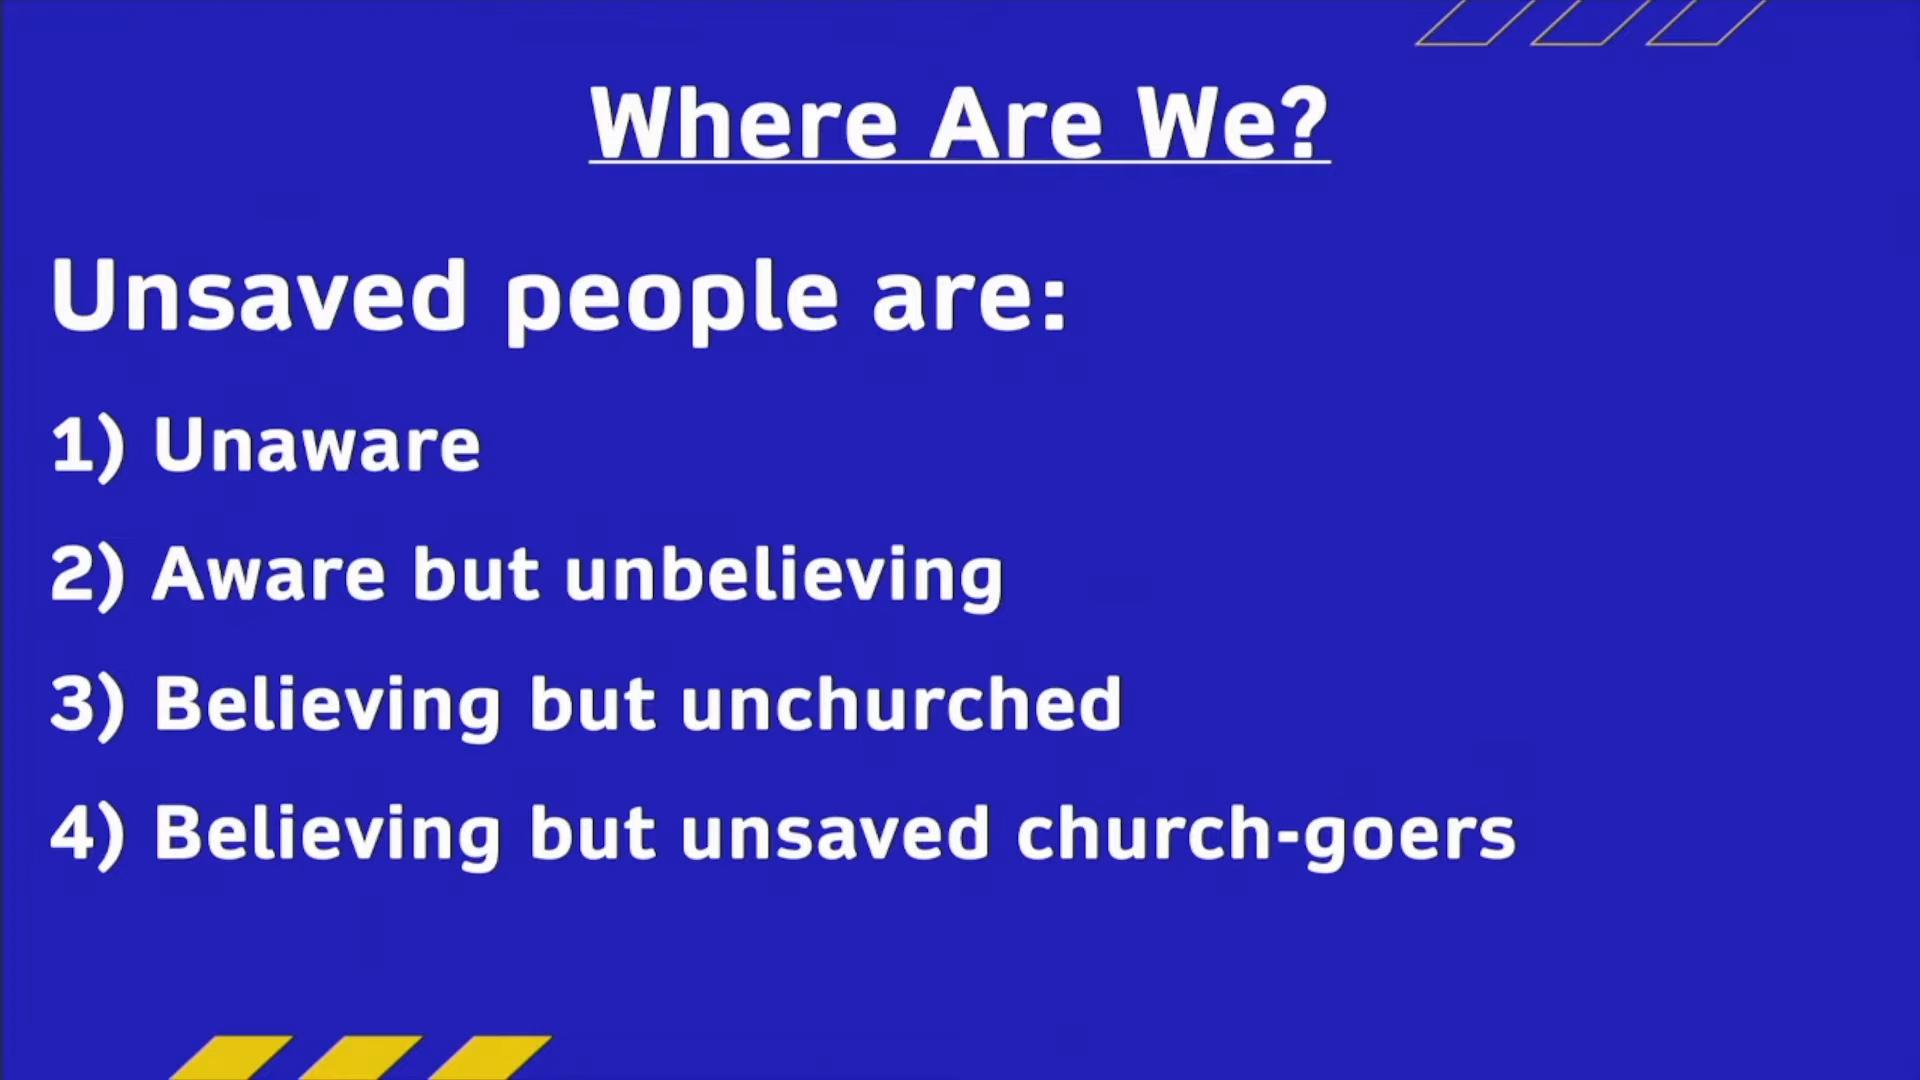 Where Are We?
Unsaved people are:
1) Unaware
2) Aware but unbelieving
3) Believing but unchurched
4) Believing but unsaved church-goers